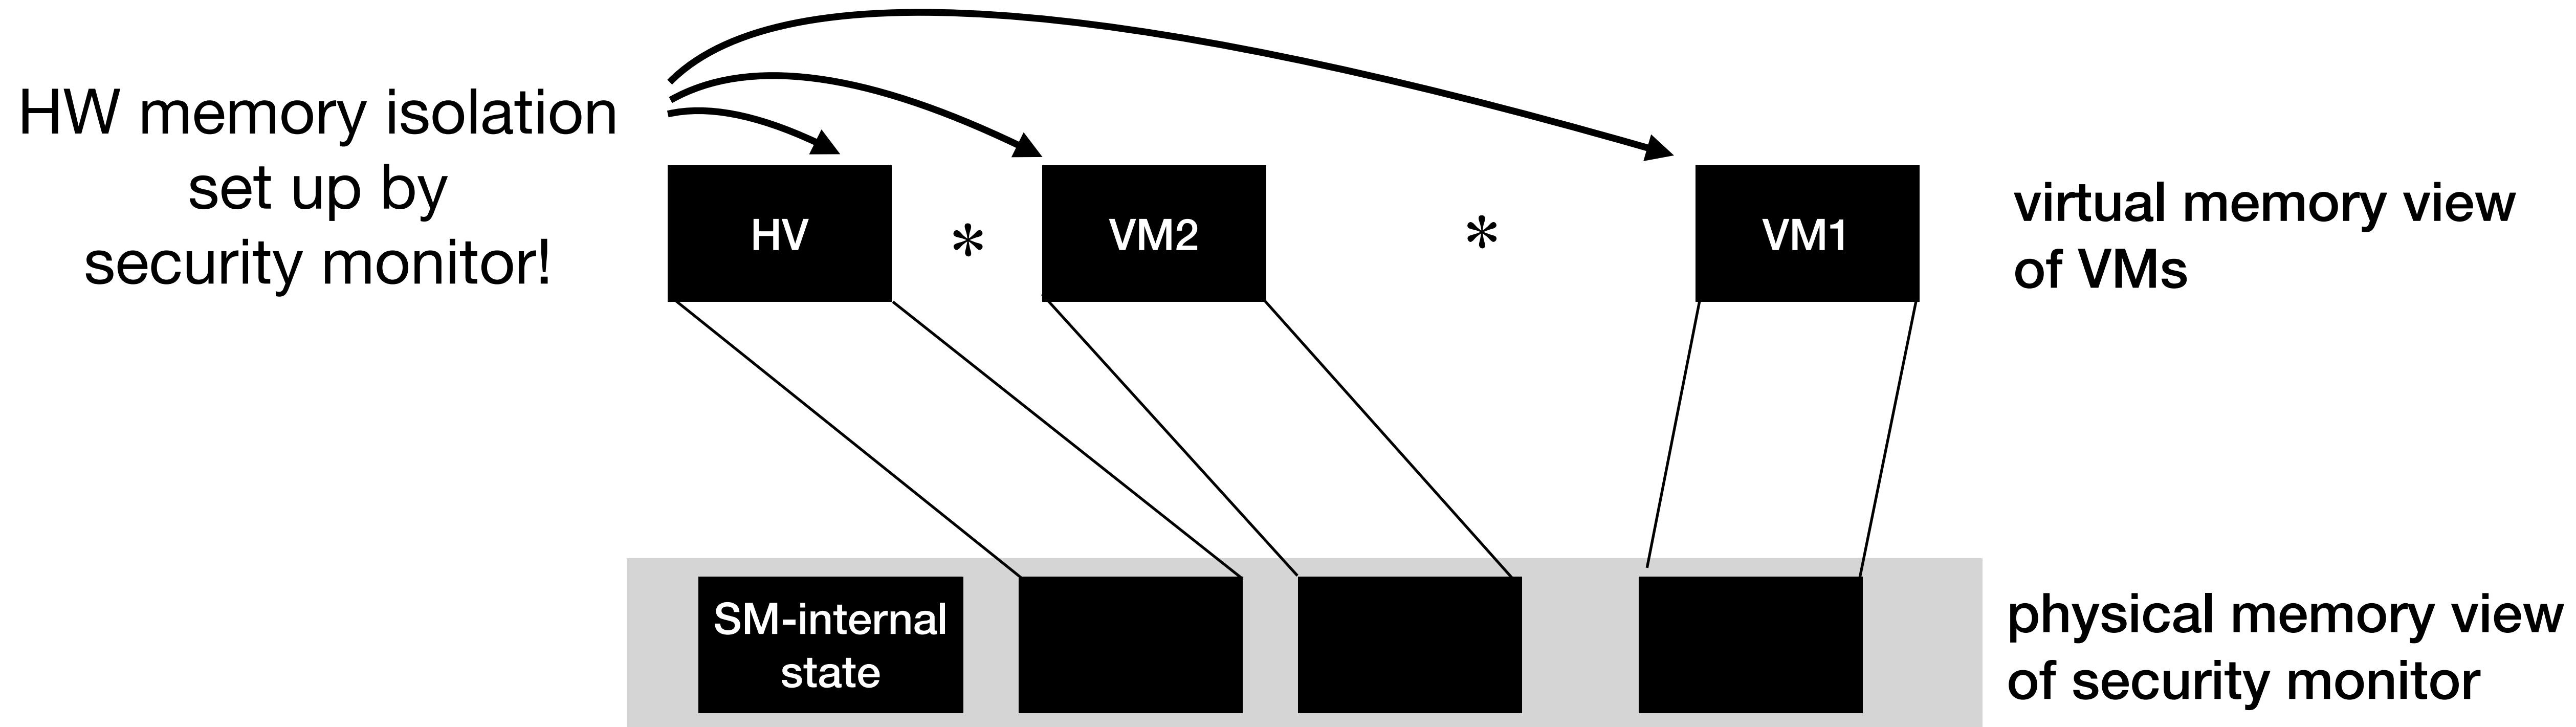 HW memory isolation
set up by
security monitor!
HV
*
VM2
*
VM1
virtual memory view
of VMs
SM-internal
state
physical memory view
of security monitor